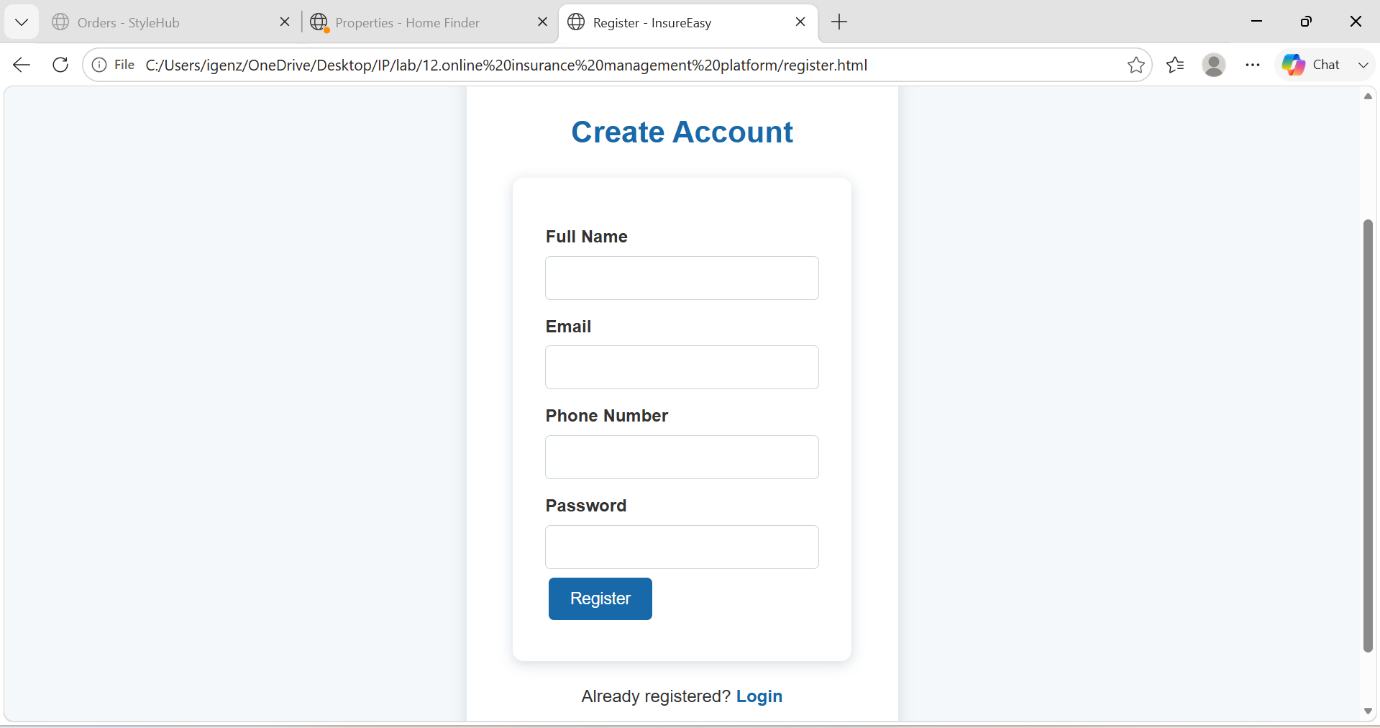 Orders - StyleHub
Properties - Home Finder
Register - InsureEasy
File
C:/Users/igenz/OneDrive/Desktop/IP/lab/12.online%20insurance%20management%20platform/register.html
Chat
Create Account
Full Name
Email
Phone Number
Password
Register
Already registered? Login